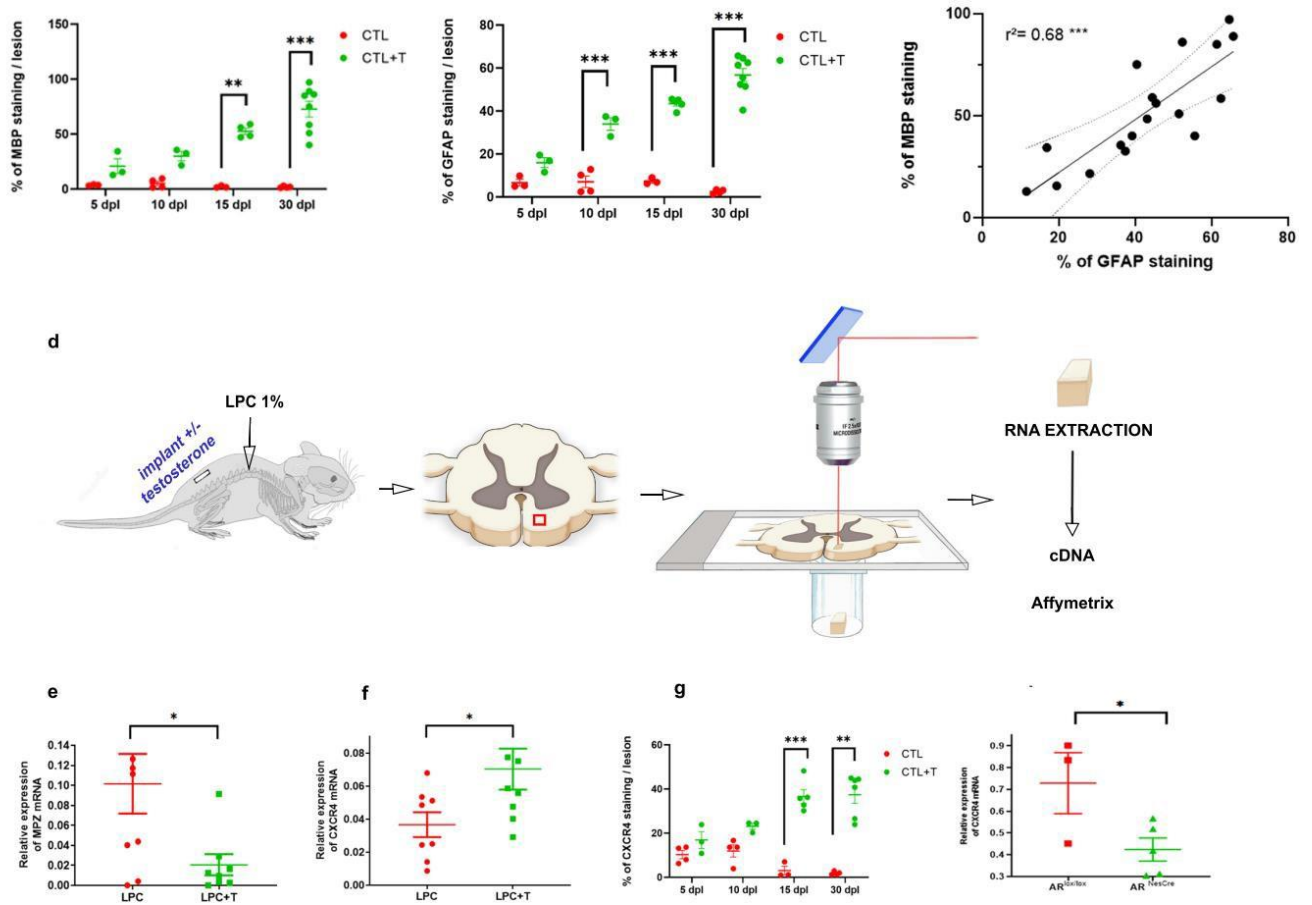 150
100
50
0
% of MBP staining / lesion
**
***
CTL
CTL+T
5 dpl
10 dpl
15 dpl
30 dpl
80
60
40
20
0
% of GFAP staining / lesion
***
***
***
CTL
CTL+T
5 dpl
10 dpl
15 dpl
30 dpl
100
50
0
% of MBP staining
r²= 0.68 ***
0
20
40
60
80
% of GFAP staining
d
LPC 1%
implant +/-
testosterone
RNA EXTRACTION
cDNA
Affymetrix
e
*
0.14
0.12
0.10
0.08
0.06
0.04
0.02
0.00
Relative expression
of MPZ mRNA
LPC
LPC+T
f
*
0.08
0.06
0.04
0.02
0.00
Relative expression
of CXCR4 mRNA
LPC
LPC+T
g
60
40
20
0
% of CXCR4 staining / lesion
***
**
CTL
CTL+T
5 dpl
10 dpl
15 dpl
30 dpl
*
0.9
0.8
0.7
0.6
0.5
0.4
0.3
Relative expression
of CXCR4 mRNA
AR lox/lox
AR NesCre